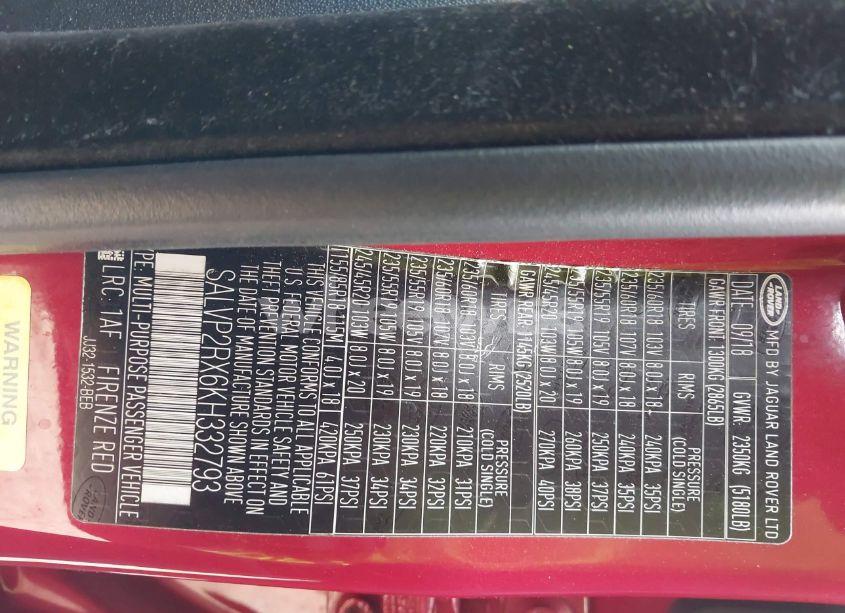 LAND ROVER
MFD BY JAGUAR LAND ROVER LTD
DATE: 09/18 GVWR: 2350KG (5180LB)
GAWR FRONT: 1300KG (2865LB)
TIRES RIMS PRESSURE (COLD SINGLE)
235/60R18 103V 8.0J x 18 240KPA 35PSI
235/60R18 107V 8.0J x 18 240KPA 35PSI
235/55R19 105V 8.0J x 19 250KPA 37PSI
235/55R19 105W 8.0J x 19 260KPA 38PSI
245/45R20 103W 8.0J x 20 270KPA 40PSI
GAWR REAR: 1145KG (2520LB)
TIRES RIMS PRESSURE (COLD SINGLE)
235/60R18 103V 8.0J x 18 210KPA 31PSI
235/60R18 107V 8.0J x 18 220KPA 32PSI
235/55R19 105V 8.0J x 19 230KPA 34PSI
235/55R19 105W 8.0J x 19 230KPA 34PSI
245/45R20 103W 8.0J x 20 250KPA 37PSI
T155/85R18 115M 4.0J x 18 420KPA 61PSI
THIS VEHICLE CONFORMS TO ALL APPLICABLE
U.S. FEDERAL MOTOR VEHICLE SAFETY AND
THEFT PREVENTION STANDARDS IN EFFECT ON
THE DATE OF MANUFACTURE SHOWN ABOVE
SALVP2RX6KH332793
TYPE: MULTI-PURPOSE PASSENGER VEHICLE
LRC: 1AF FIRENZE RED
JJ32-1532-BEB
LAND ROVER
WARNING